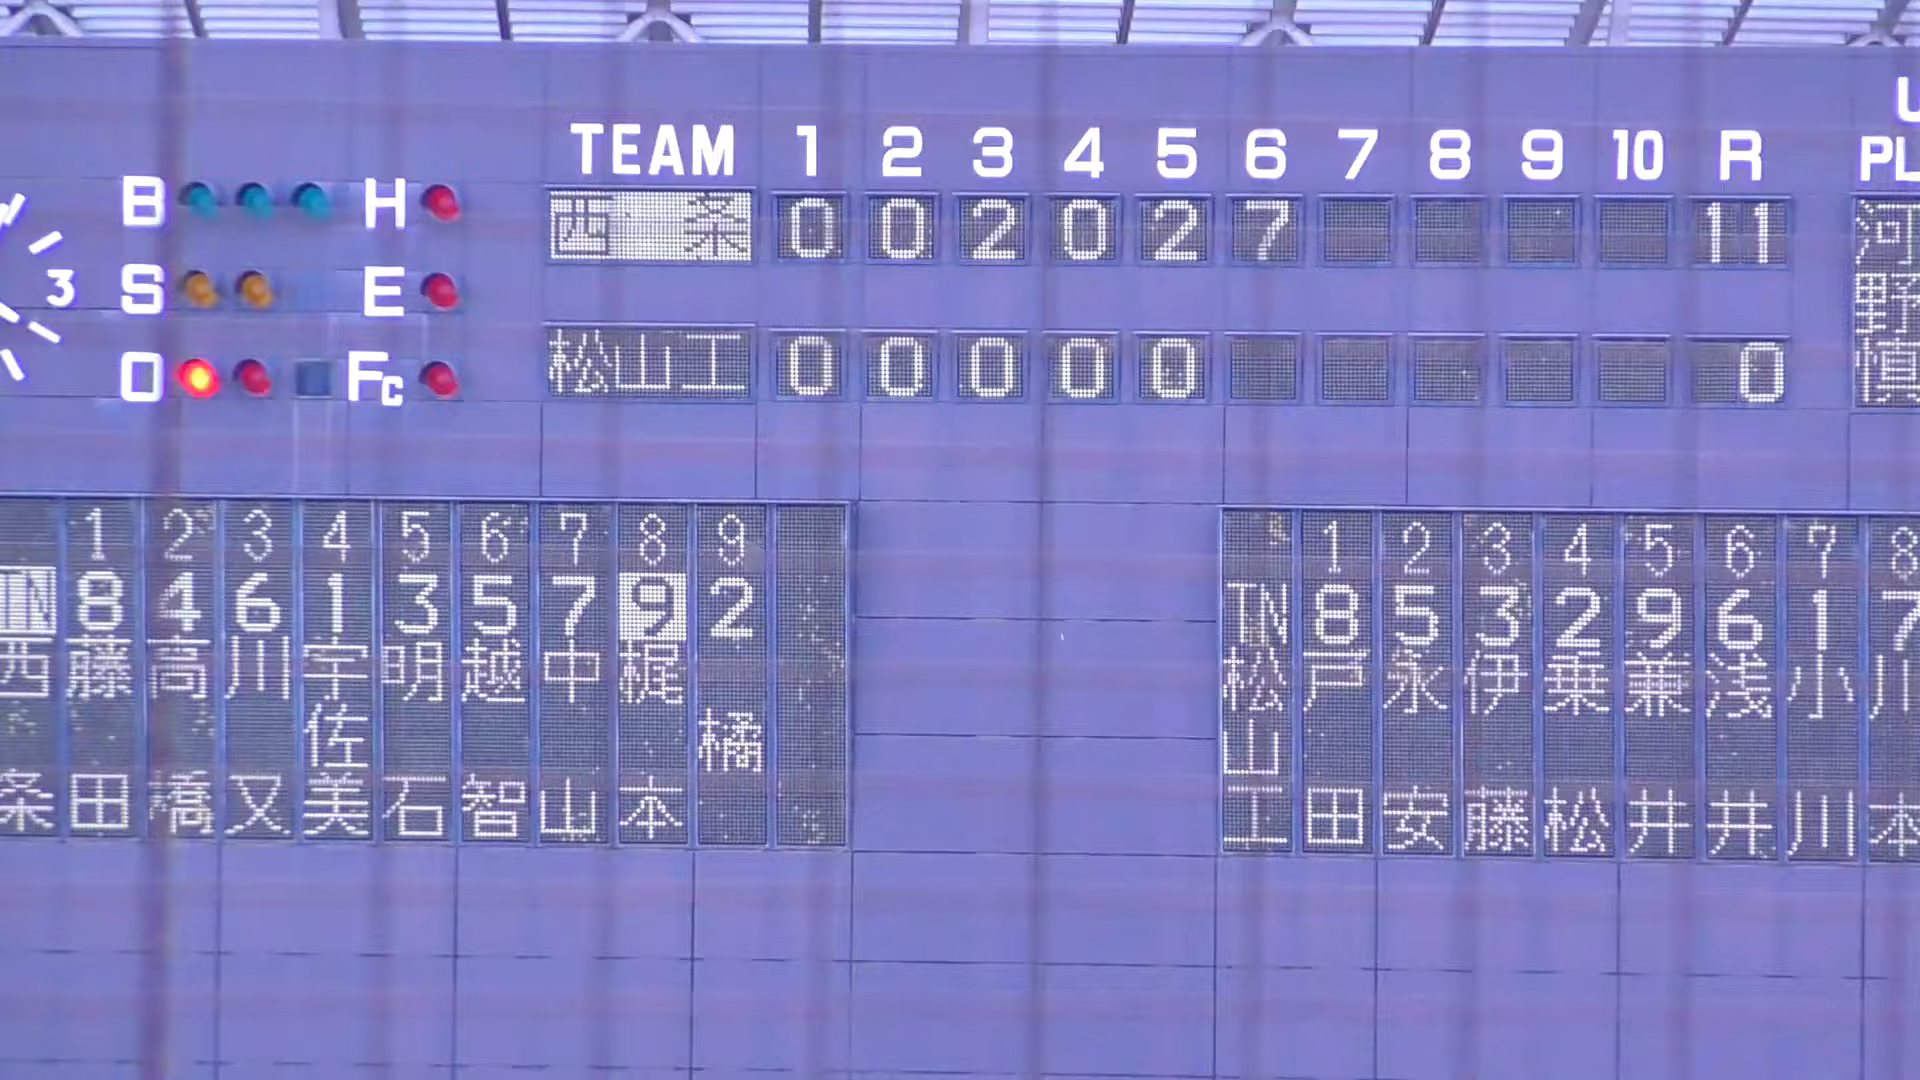 U
TEAM 1 2 3 4 5 6 7 8 9 10 R PL
B H
西条 0 0 2 0 2 7 11
S E
3
松山工 0 0 0 0 0 0
O Fc
河野慎
1 2 3 4 5 6 7 8 9
IN 8 4 6 1 3 5 7 9 2
西条
藤田
高橋
川又
宇佐美
明石
越智
中山
梶本
橘
1 2 3 4 5 6 7 8
TN 8 5 3 2 9 6 1 7
松山工
戸田
永安
伊藤
乗松
兼井
浅井
小川
川本